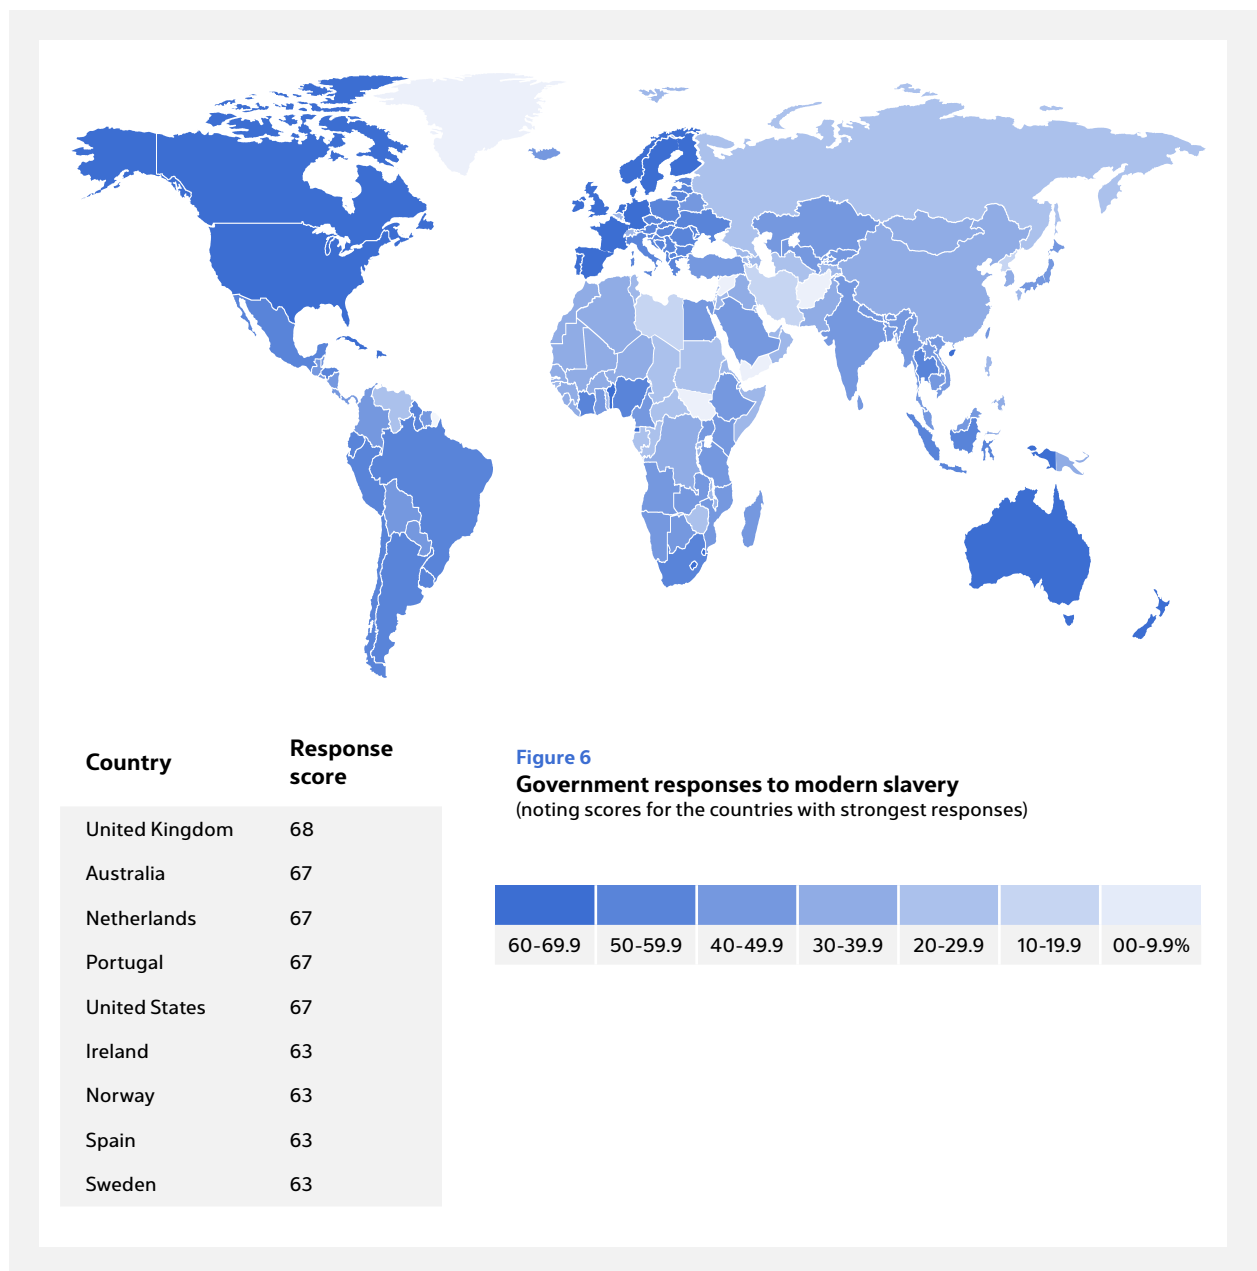 Country Response score
United Kingdom 68
Australia 67
Netherlands 67
Portugal 67
United States 67
Ireland 63
Norway 63
Spain 63
Sweden 63
Figure 6
Government responses to modern slavery
(noting scores for the countries with strongest responses)
60-69.9 50-59.9 40-49.9 30-39.9 20-29.9 10-19.9 00-9.9%